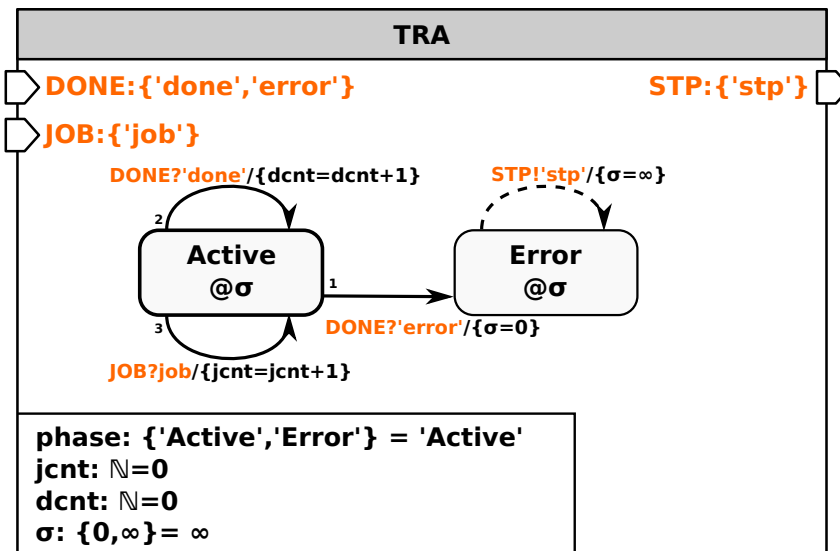 TRA
DONE:{'done','error'}
STP:{'stp'}
JOB:{'job'}
DONE?'done'/{dcnt=dcnt+1}
STP!'stp'/{σ=∞}
2
Active
@σ
Error
@σ
1
3
DONE?'error'/{σ=0}
JOB?job/{jcnt=jcnt+1}
phase: {'Active','Error'} = 'Active'
jcnt: ℕ=0
dcnt: ℕ=0
σ: {0,∞}= ∞